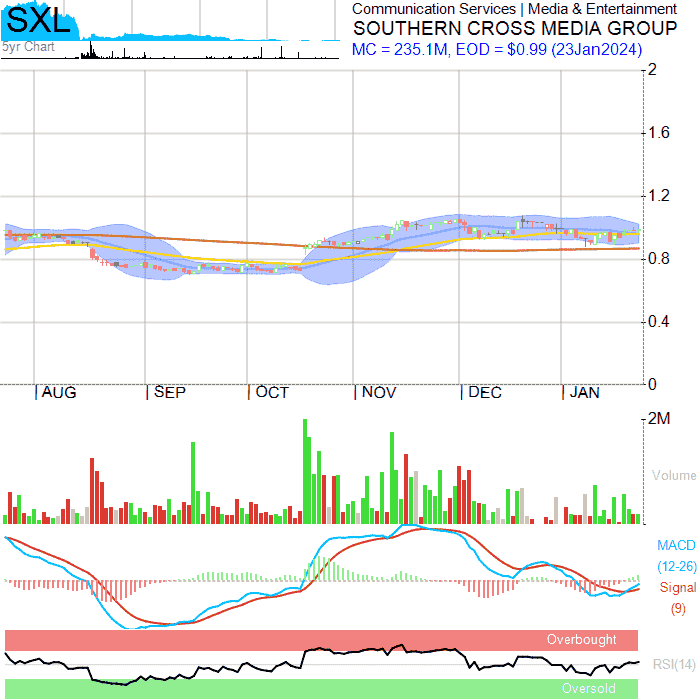 SXL
5yr Chart
Communication Services | Media & Entertainment
SOUTHERN CROSS MEDIA GROUP
MC = 235.1M, EOD = $0.99 (23Jan2024)
2
1.6
1.2
0.8
0.4
0
AUG SEP OCT NOV DEC JAN
2M
Volume
MACD
(12-26)
Signal
(9)
Overbought
RSI(14)
Oversold